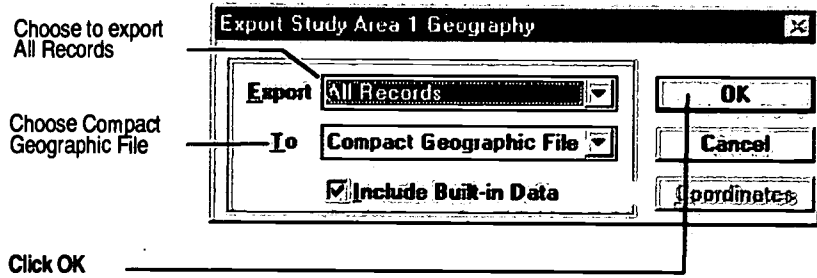 Choose to export
All Records
Export Study Area 1 Geography
Export All Records
OK
Choose Compact
Geographic File
To Compact Geographic File
Cancel
Include Built-in Data
Coordinates
Click OK